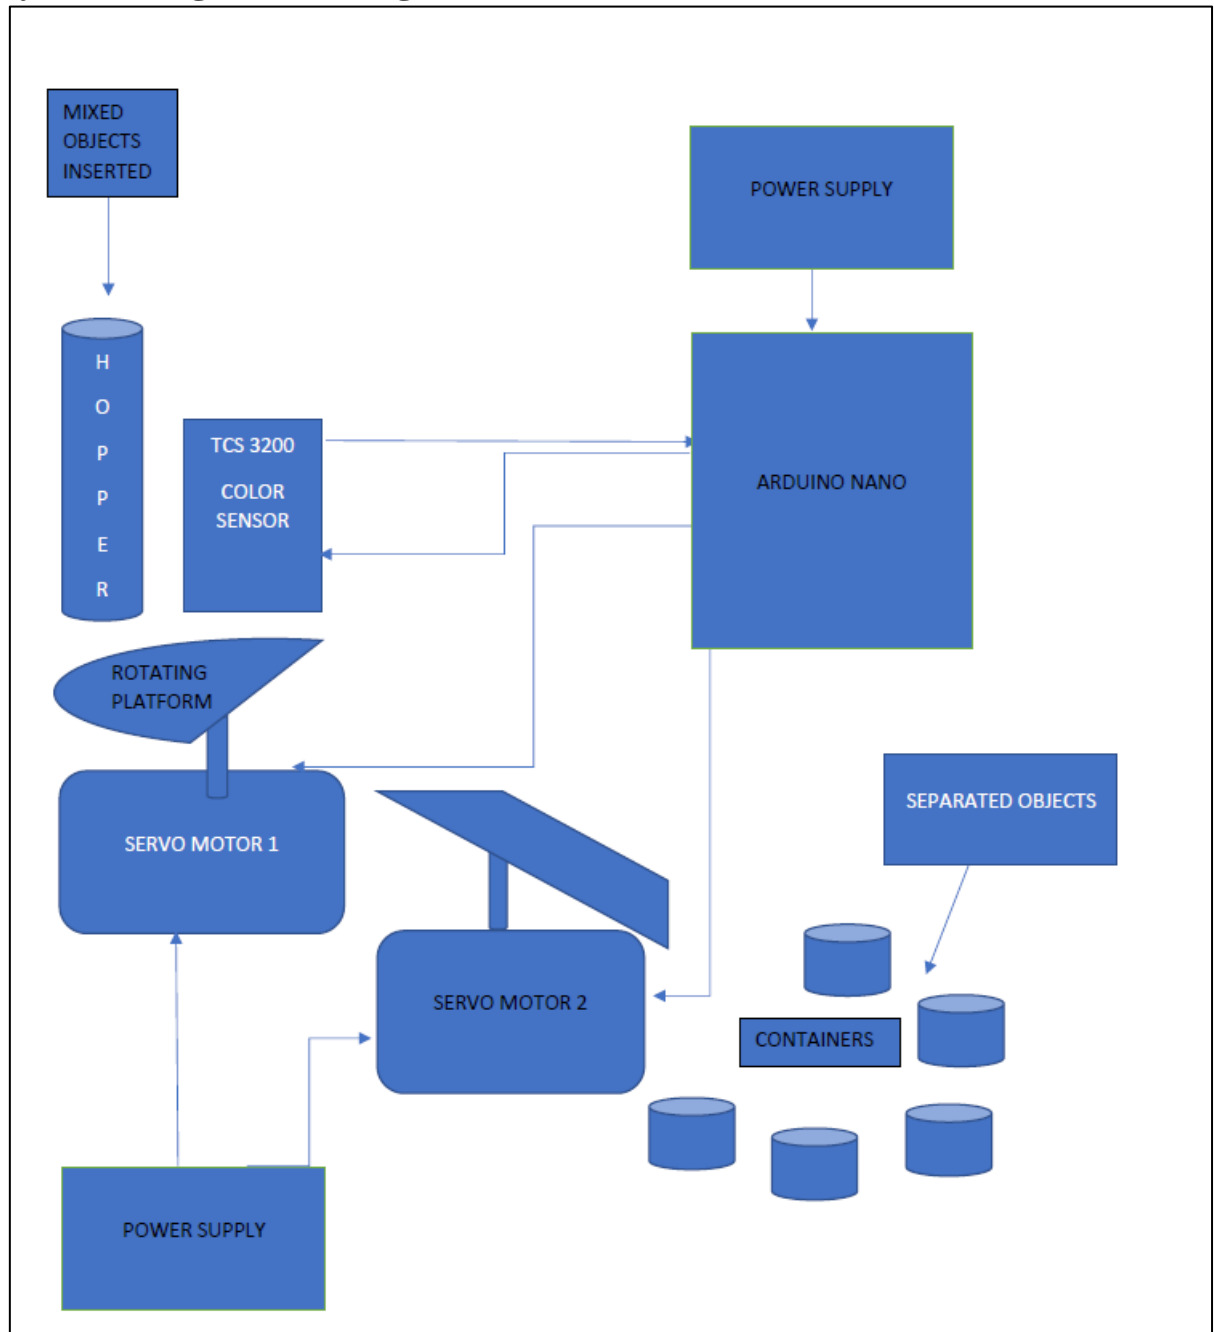 MIXED
OBJECTS
INSERTED
POWER SUPPLY
H
O
P
P
E
R
TCS 3200
COLOR
SENSOR
ARDUINO NANO
ROTATING
PLATFORM
SERVO MOTOR 1
SEPARATED OBJECTS
SERVO MOTOR 2
CONTAINERS
POWER SUPPLY